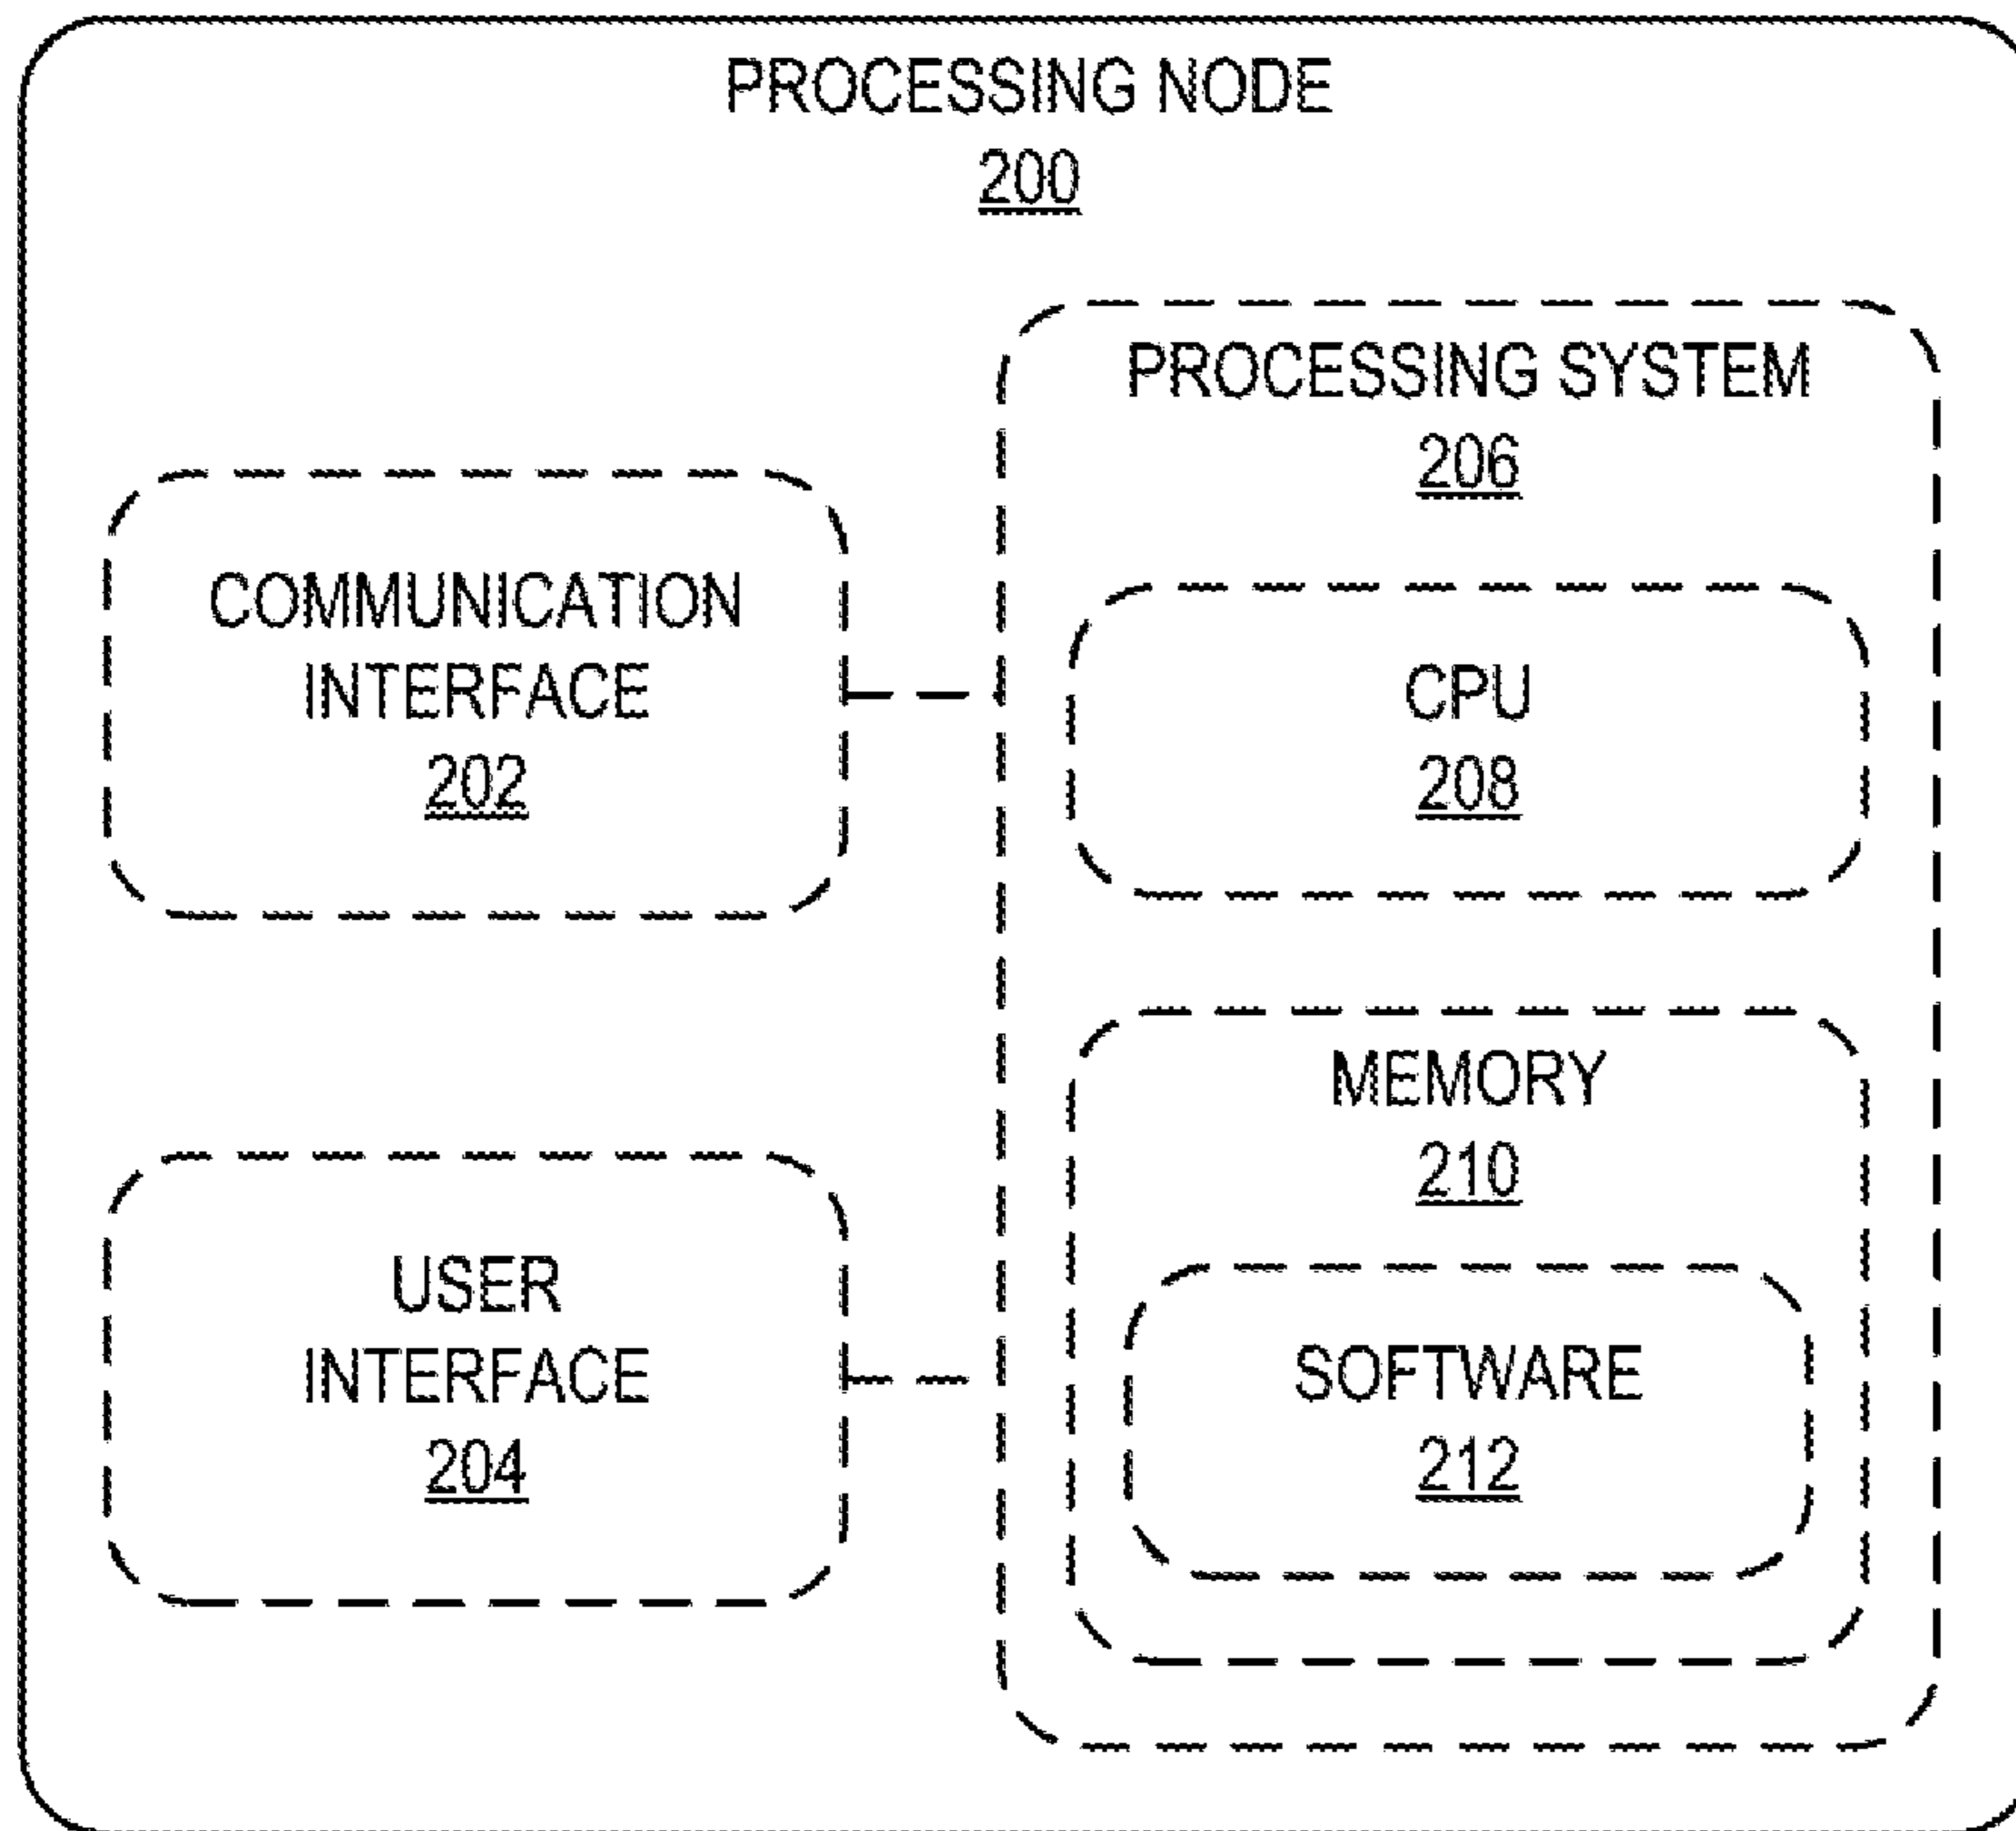 PROCESSING NODE
200
PROCESSING SYSTEM
206
COMMUNICATION
INTERFACE
202
CPU
208
MEMORY
210
USER
INTERFACE
204
SOFTWARE
212